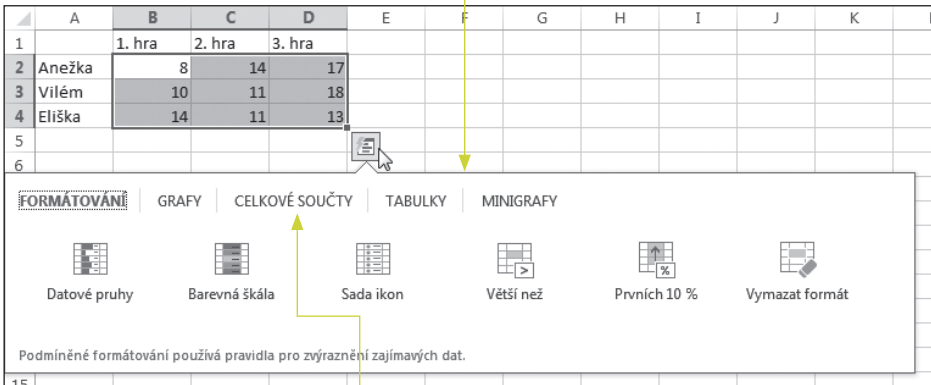 A B C D E F G H I J K
1 1. hra 2. hra 3. hra
2 Anežka 8 14 17
3 Vilém 10 11 18
4 Eliška 14 11 13
5
6
FORMÁTOVÁNÍ GRAFY CELKOVÉ SOUČTY TABULKY MINIGRAFY
Datové pruhy Barevná škála Sada ikon Větší než Prvních 10 % Vymazat formát
Podmíněné formátování používá pravidla pro zvýraznění zajímavých dat.
15